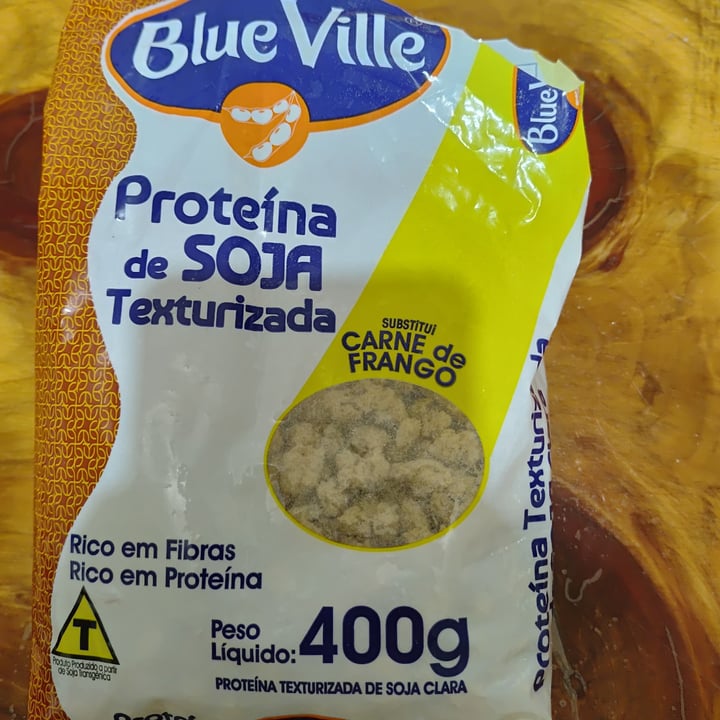 Blue Ville
Blue
Proteína
de SOJA
Texturizada
SUBSTITUI
CARNE de
FRANGO
Rico em Fibras
Rico em Proteína
T
Produto Produzido a partir
de Soja Transgênica
Peso
Líquido: 400g
PROTEÍNA TEXTURIZADA DE SOJA CLARA
Proteína